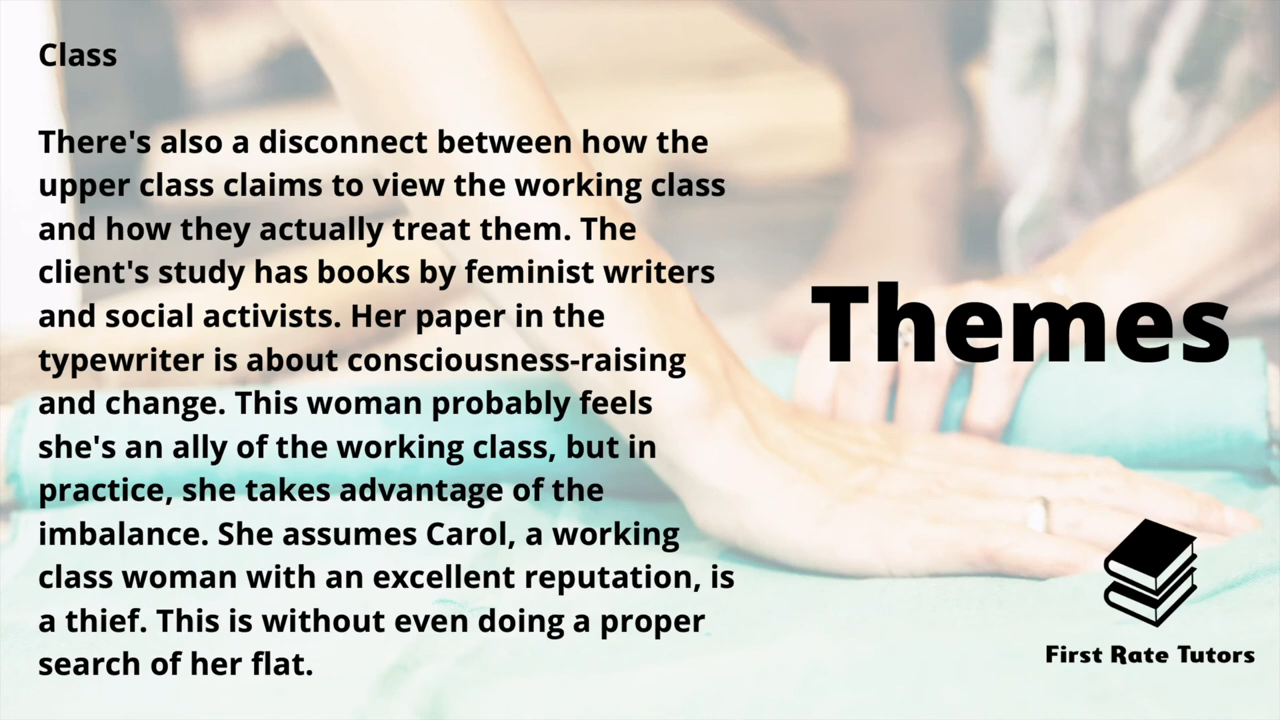 Class
There's also a disconnect between how the
upper class claims to view the working class
and how they actually treat them. The
client's study has books by feminist writers
and social activists. Her paper in the
typewriter is about consciousness-raising
and change. This woman probably feels
she's an ally of the working class, but in
practice, she takes advantage of the
imbalance. She assumes Carol, a working
class woman with an excellent reputation, is
a thief. This is without even doing a proper
search of her flat.
Themes
First Rate Tutors